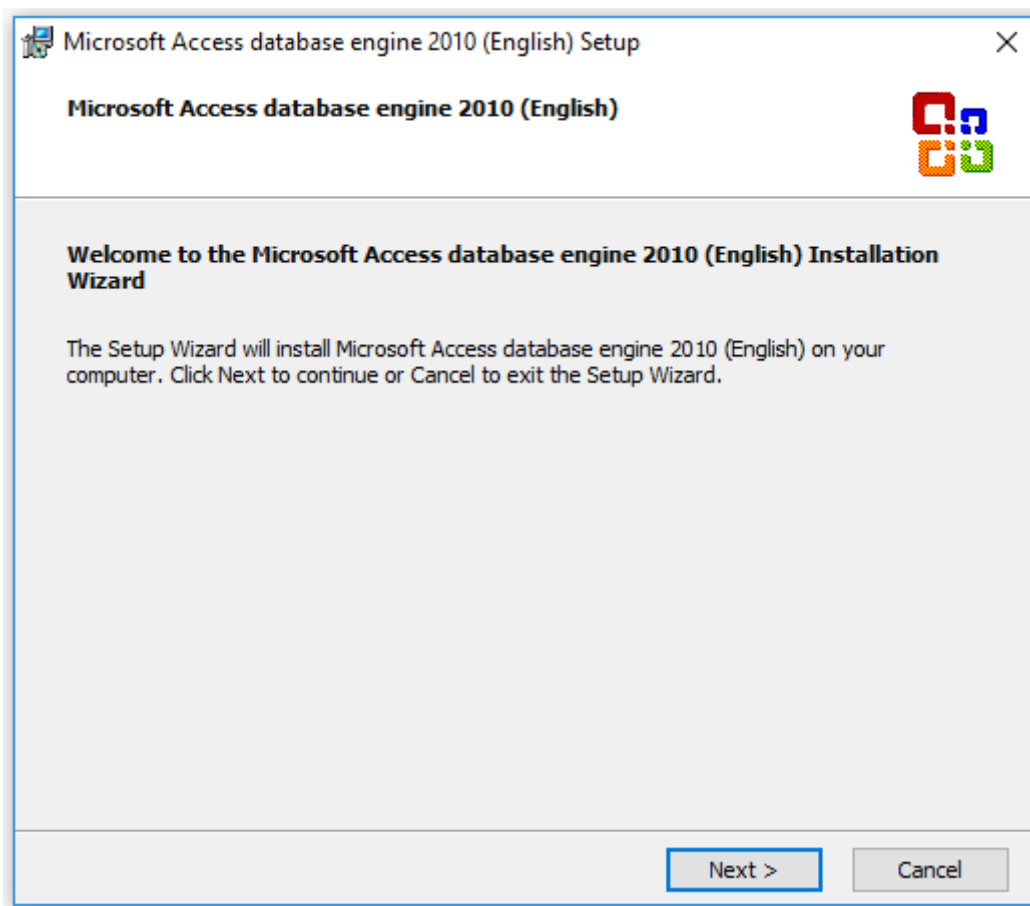 Microsoft Access database engine 2010 (English) Setup
Microsoft Access database engine 2010 (English)
Welcome to the Microsoft Access database engine 2010 (English) Installation
Wizard
The Setup Wizard will install Microsoft Access database engine 2010 (English) on your
computer. Click Next to continue or Cancel to exit the Setup Wizard.
Next >
Cancel